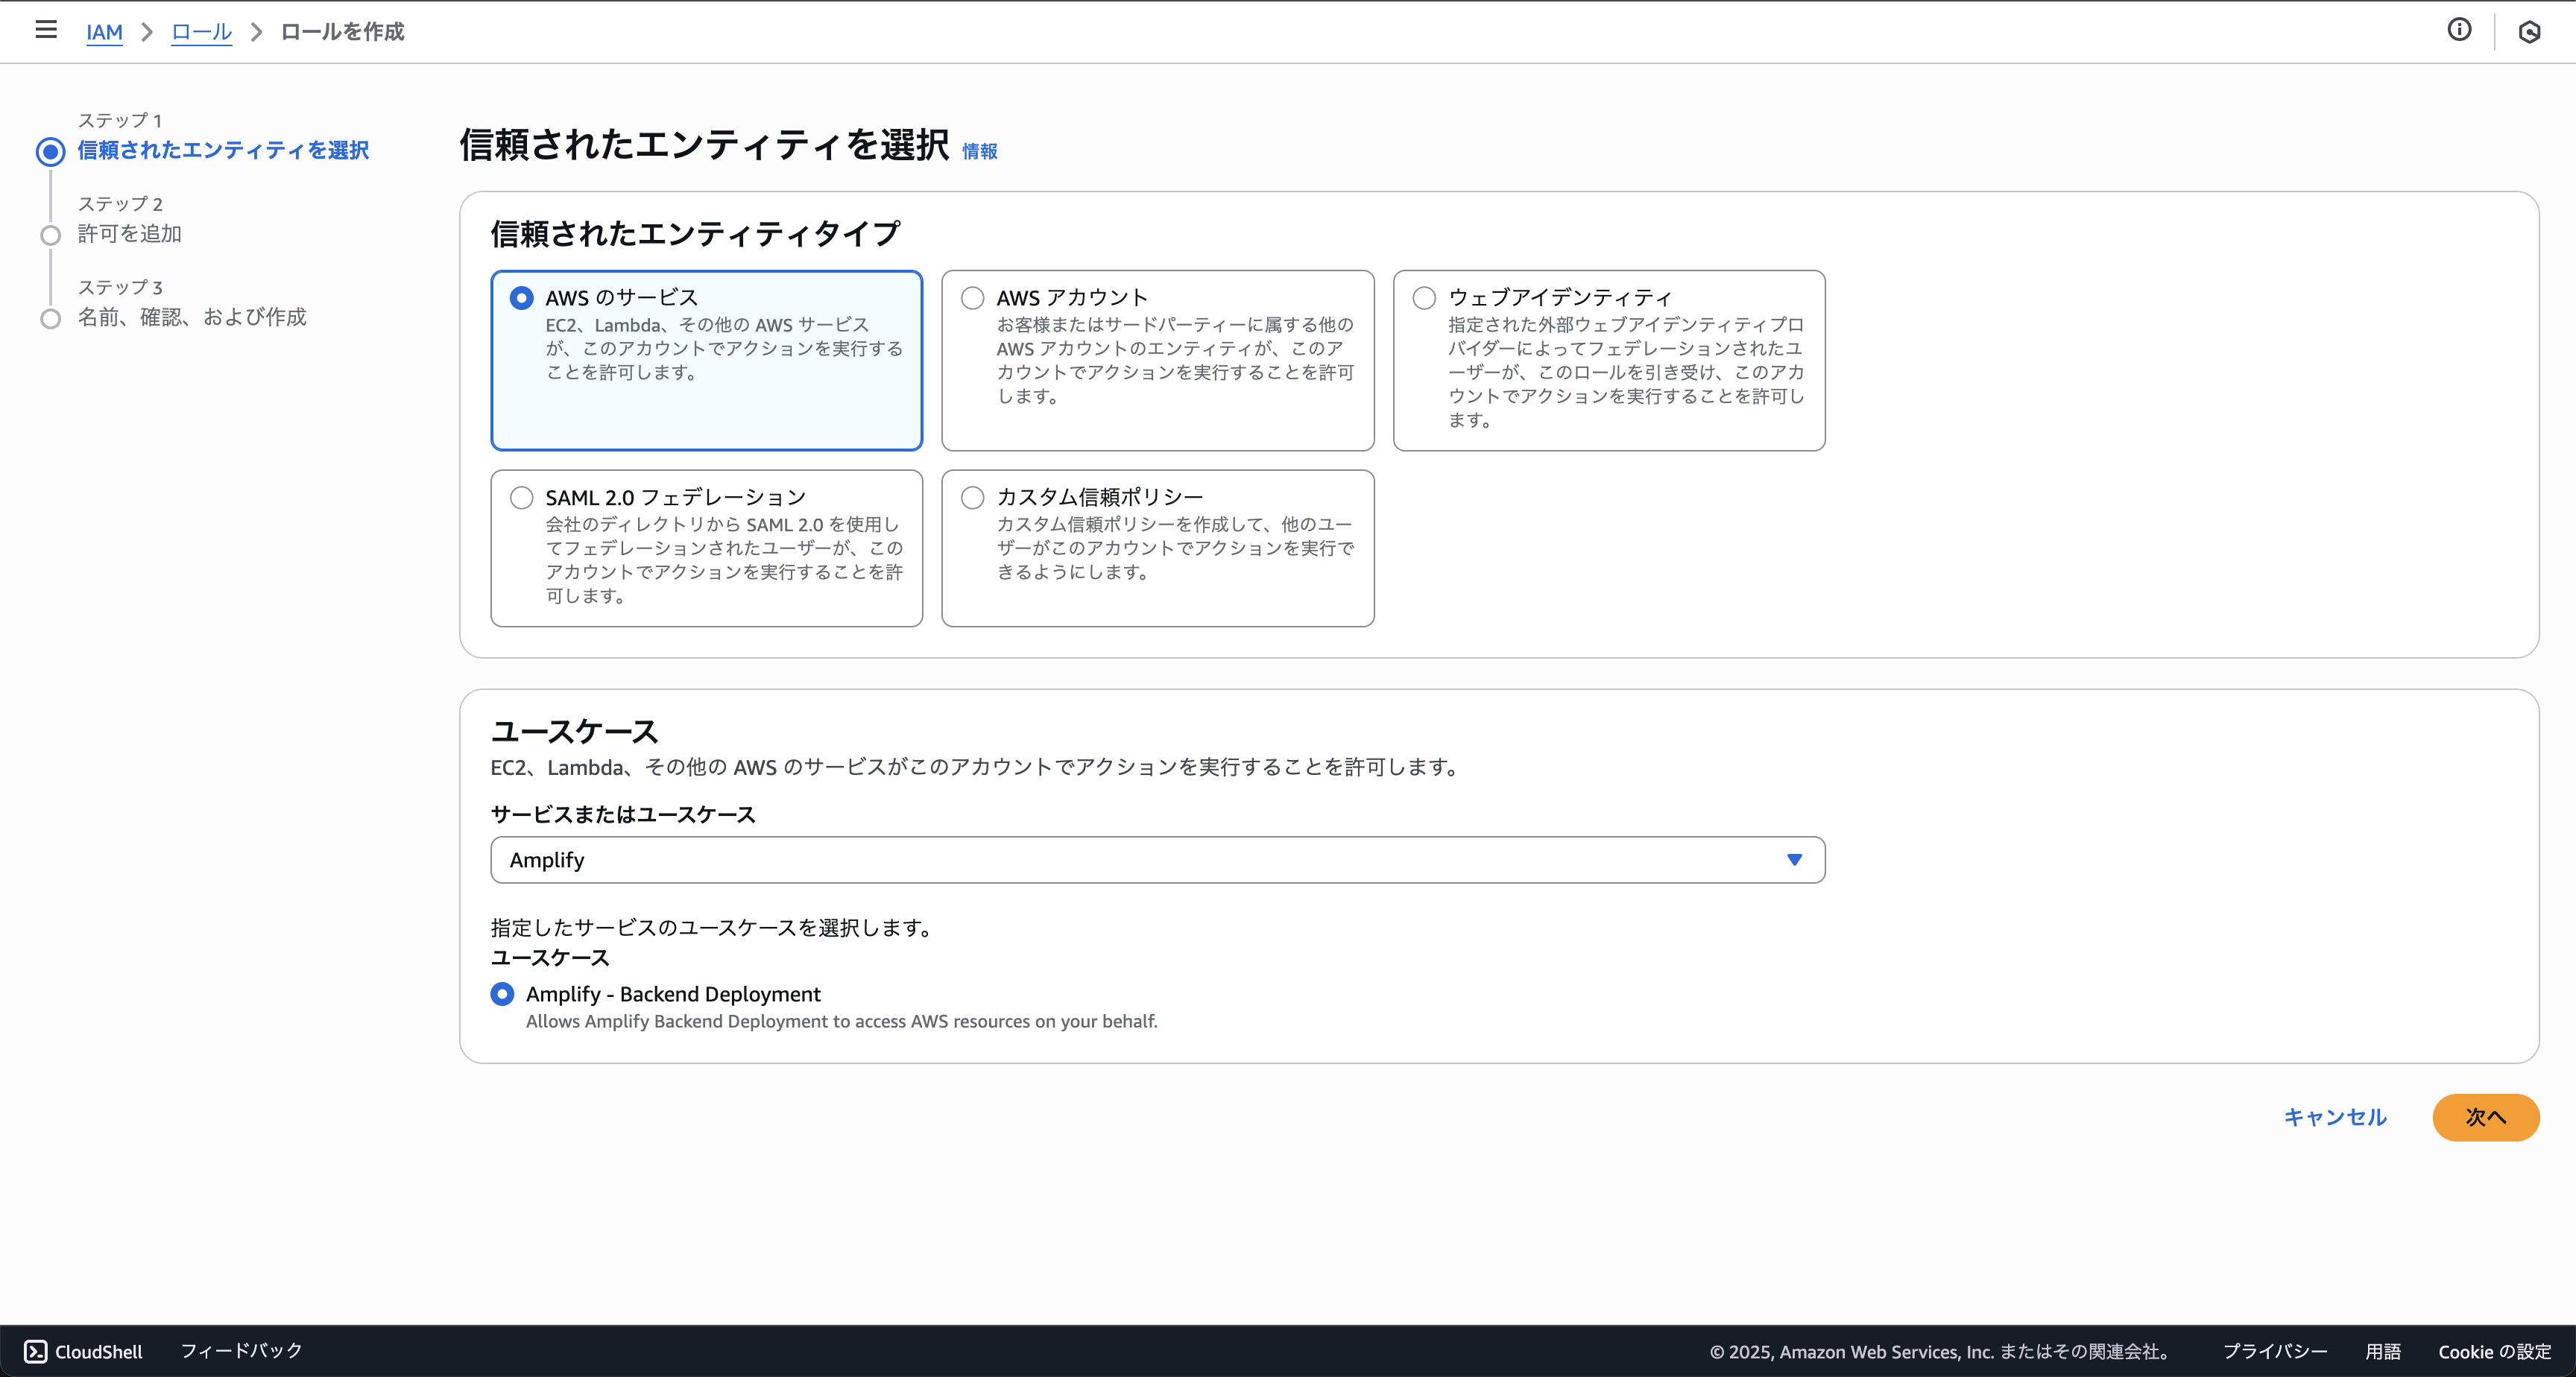 IAM > ロール > ロールを作成
ステップ 1
信頼されたエンティティを選択
ステップ 2
許可を追加
ステップ 3
名前、確認、および作成
信頼されたエンティティを選択 情報
信頼されたエンティティタイプ
AWS のサービス
EC2、Lambda、その他の AWS サービス
が、このアカウントでアクションを実行する
ことを許可します。
AWS アカウント
お客様またはサードパーティーに属する他の
AWS アカウントのエンティティが、このア
カウントでアクションを実行することを許可
します。
ウェブアイデンティティ
指定された外部ウェブアイデンティティプロ
バイダーによってフェデレーションされたユ
ーザーが、このロールを引き受け、このアカ
ウントでアクションを実行することを許可し
ます。
SAML 2.0 フェデレーション
会社のディレクトリから SAML 2.0 を使用し
てフェデレーションされたユーザーが、この
アカウントでアクションを実行することを許
可します。
カスタム信頼ポリシー
カスタム信頼ポリシーを作成して、他のユー
ザーがこのアカウントでアクションを実行で
きるようにします。
ユースケース
EC2、Lambda、その他の AWS のサービスがこのアカウントでアクションを実行することを許可します。
サービスまたはユースケース
Amplify
指定したサービスのユースケースを選択します。
ユースケース
Amplify - Backend Deployment
Allows Amplify Backend Deployment to access AWS resources on your behalf.
キャンセル 次へ
CloudShell フィードバック © 2025, Amazon Web Services, Inc. またはその関連会社。 プライバシー 用語 Cookie の設定